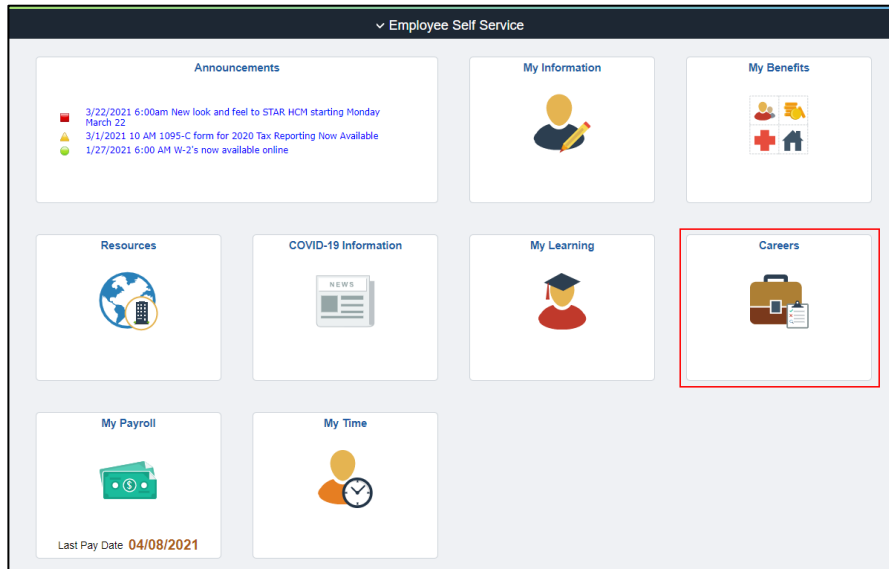 Employee Self Service
Announcements
3/22/2021 6:00am New look and feel to STAR HCM starting Monday
March 22
3/1/2021 10 AM 1095-C form for 2020 Tax Reporting Now Available
1/27/2021 6:00 AM W-2's now available online
My Information
My Benefits
Resources
COVID-19 Information
NEWS
My Learning
Careers
My Payroll
Last Pay Date 04/08/2021
My Time